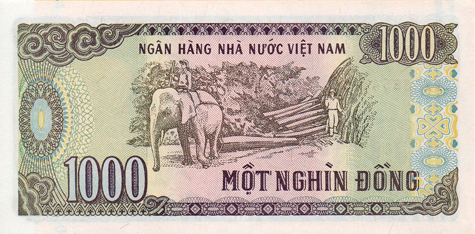 NGÂN HÀNG NHÀ NƯỚC VIỆT NAM
1000
1000
MỘT NGHÌN ĐỒNG